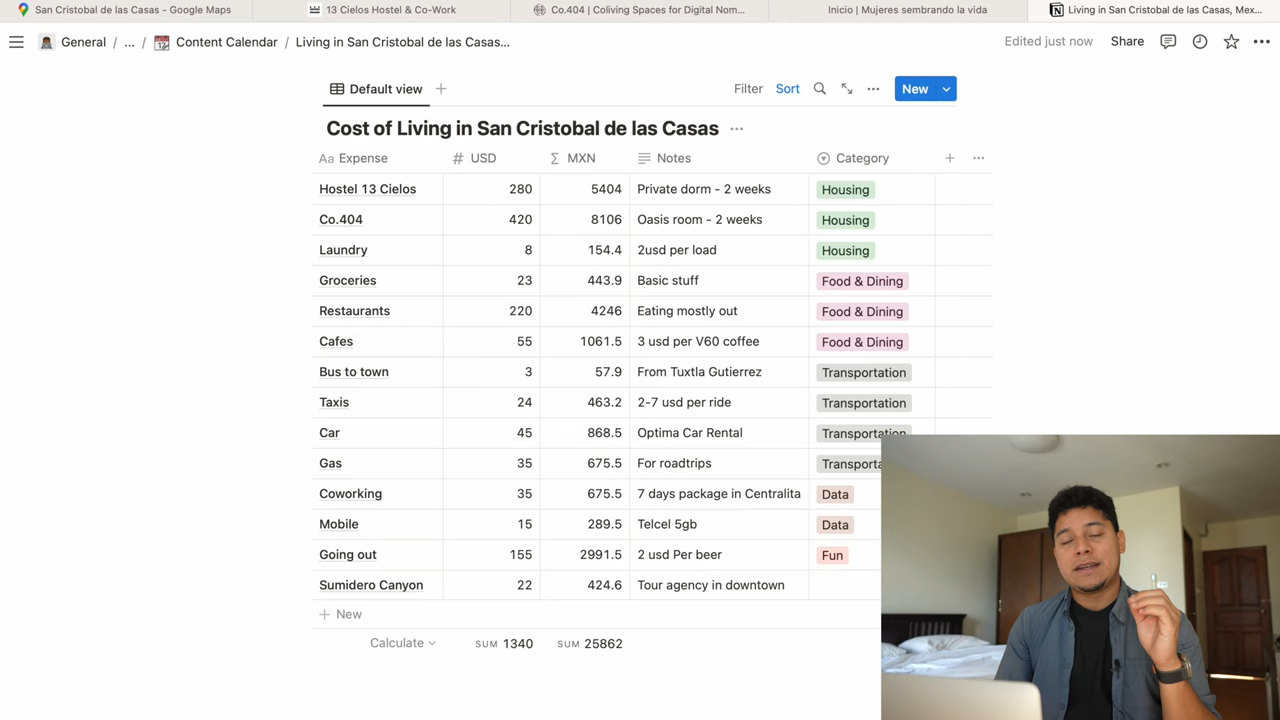 San Cristobal de las Casas - Google Maps
13 Cielos Hostel & Co-Work
Co.404 | Coliving Spaces for Digital Nom...
Inicio | Mujeres sembrando la vida
Living in San Cristobal de las Casas, Mex...
General / ... / Content Calendar / Living in San Cristobal de las Casas...
Edited just now Share
Default view
Filter Sort New
Cost of Living in San Cristobal de las Casas
Aa Expense # USD Σ MXN Notes Category
Hostel 13 Cielos 280 5404 Private dorm - 2 weeks Housing
Co.404 420 8106 Oasis room - 2 weeks Housing
Laundry 8 154.4 2usd per load Housing
Groceries 23 443.9 Basic stuff Food & Dining
Restaurants 220 4246 Eating mostly out Food & Dining
Cafes 55 1061.5 3 usd per V60 coffee Food & Dining
Bus to town 3 57.9 From Tuxtla Gutierrez Transportation
Taxis 24 463.2 2-7 usd per ride Transportation
Car 45 868.5 Optima Car Rental Transportation
Gas 35 675.5 For roadtrips Transporta
Coworking 35 675.5 7 days package in Centralita Data
Mobile 15 289.5 Telcel 5gb Data
Going out 155 2991.5 2 usd Per beer Fun
Sumidero Canyon 22 424.6 Tour agency in downtown
+ New
Calculate SUM 1340 SUM 25862